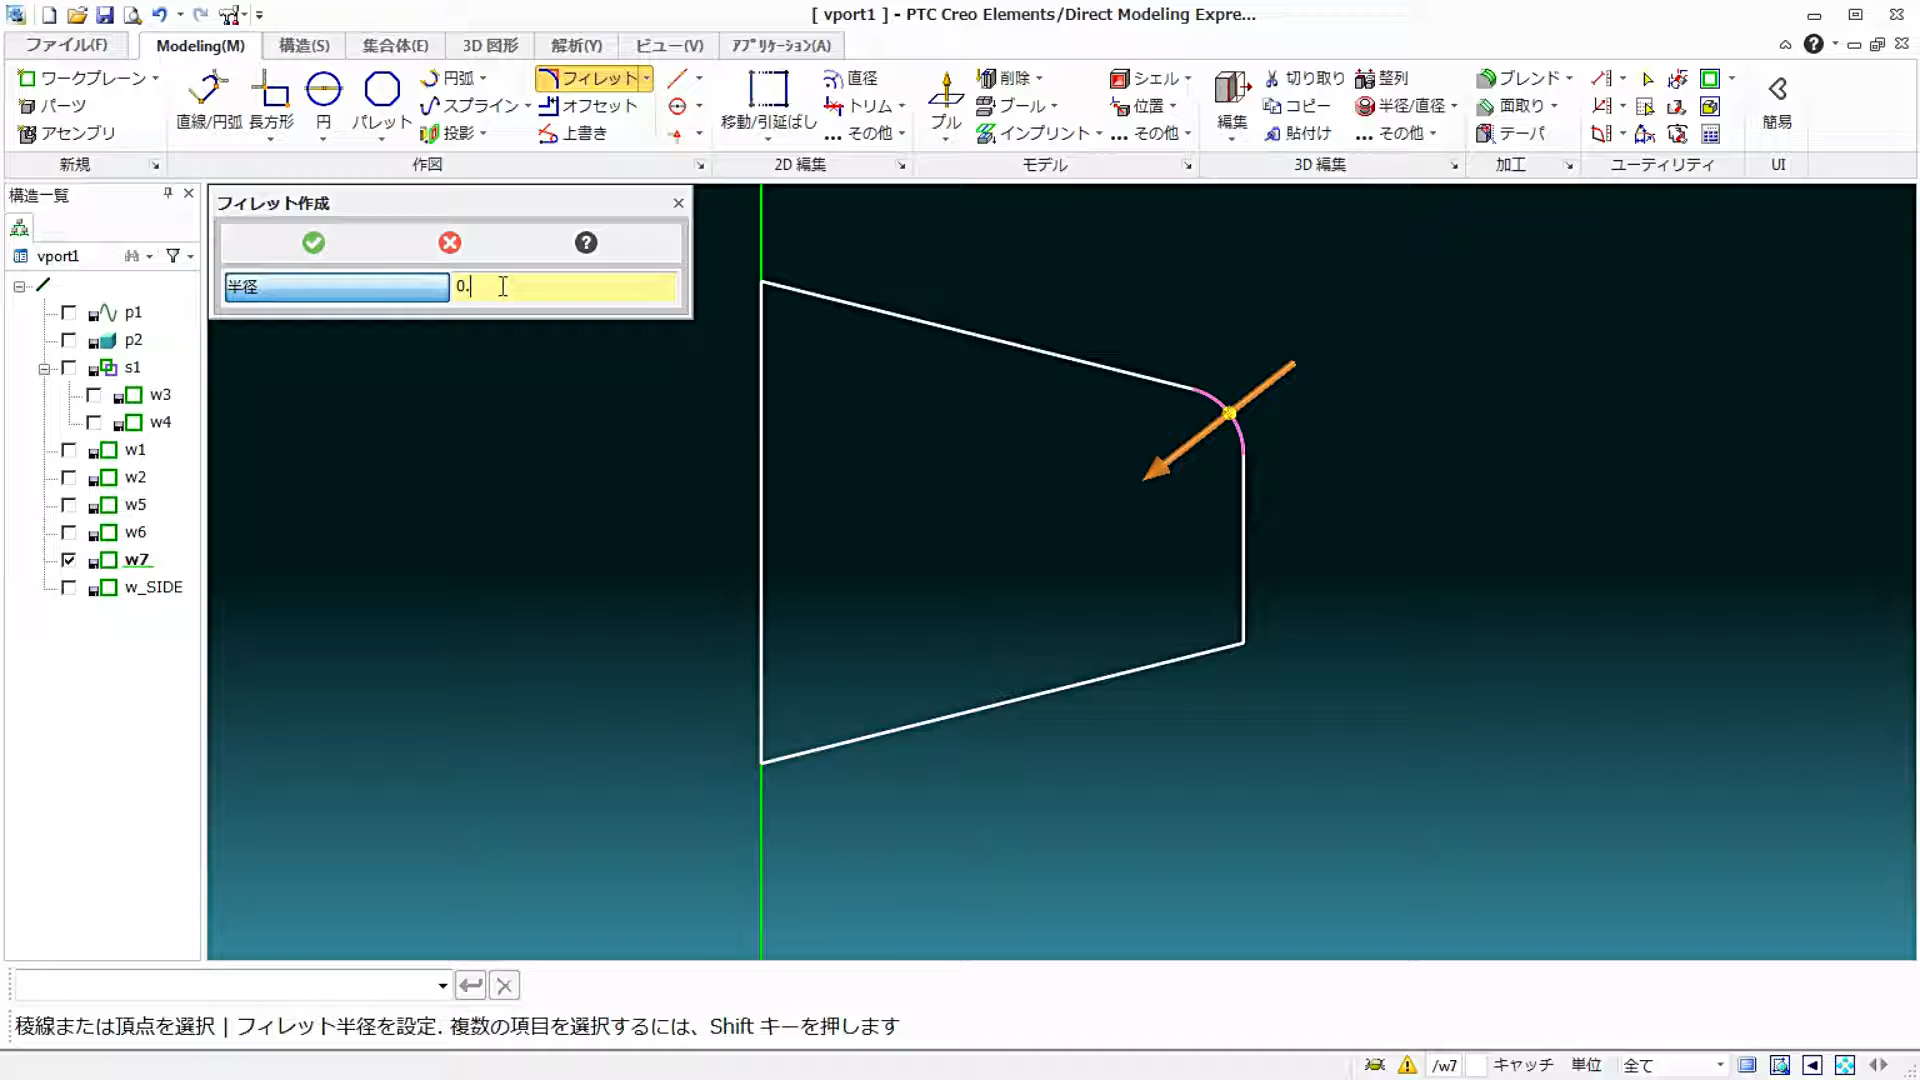 [ vport1 ] - PTC Creo Elements/Direct Modeling Expre...
ファイル(F) Modeling(M) 構造(S) 集合体(E) 3D 図形 解析(Y) ビュー(V) アプリケーション(A)
ワークプレーン
パーツ
アセンブリ
新規
直線/円弧 長方形 円 パレット
円弧
スプライン
投影
フィレット
オフセット
上書き
作図
移動/引延ばし
直径
トリム
... その他
2D 編集
プル
削除
ブール
インプリント
シェル
位置
... その他
モデル
編集
切り取り
コピー
貼付け
整列
半径/直径
... その他
3D 編集
ブレンド
面取り
テーパ
加工
ユーティリティ
簡易
UI
構造一覧
vport1
p1
p2
s1
w3
w4
w1
w2
w5
w6
w7
w_SIDE
フィレット作成
半径 0.
稜線または頂点を選択 | フィレット半径を設定. 複数の項目を選択するには、Shift キーを押します
/w7 キャッチ 単位 全て